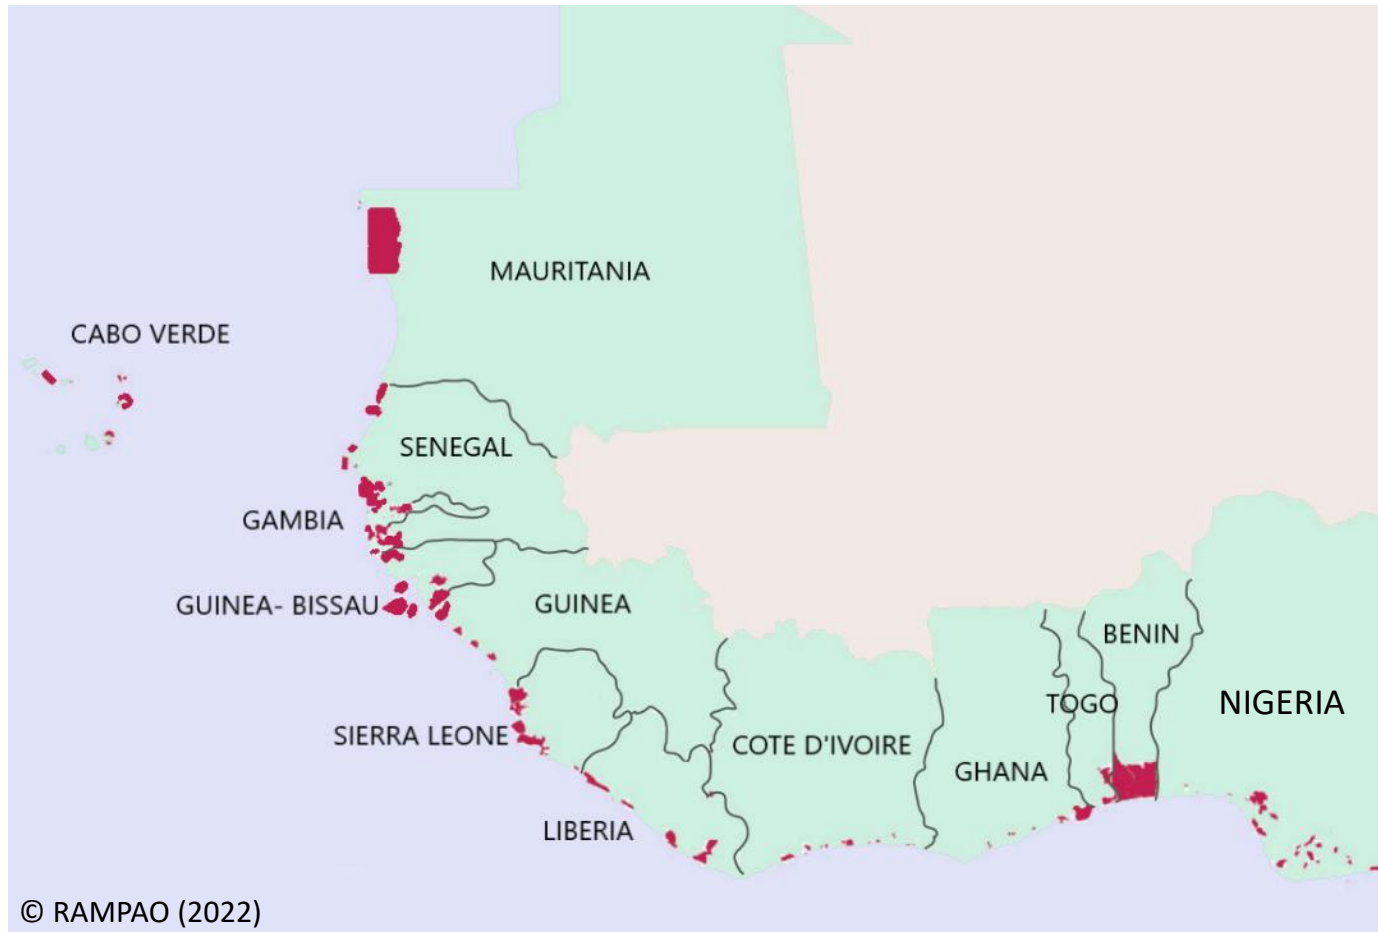 MAURITANIA
CABO VERDE
SENEGAL
GAMBIA
GUINEA- BISSAU
GUINEA
BENIN
TOGO
NIGERIA
SIERRA LEONE
COTE D'IVOIRE
GHANA
LIBERIA
© RAMPAO (2022)